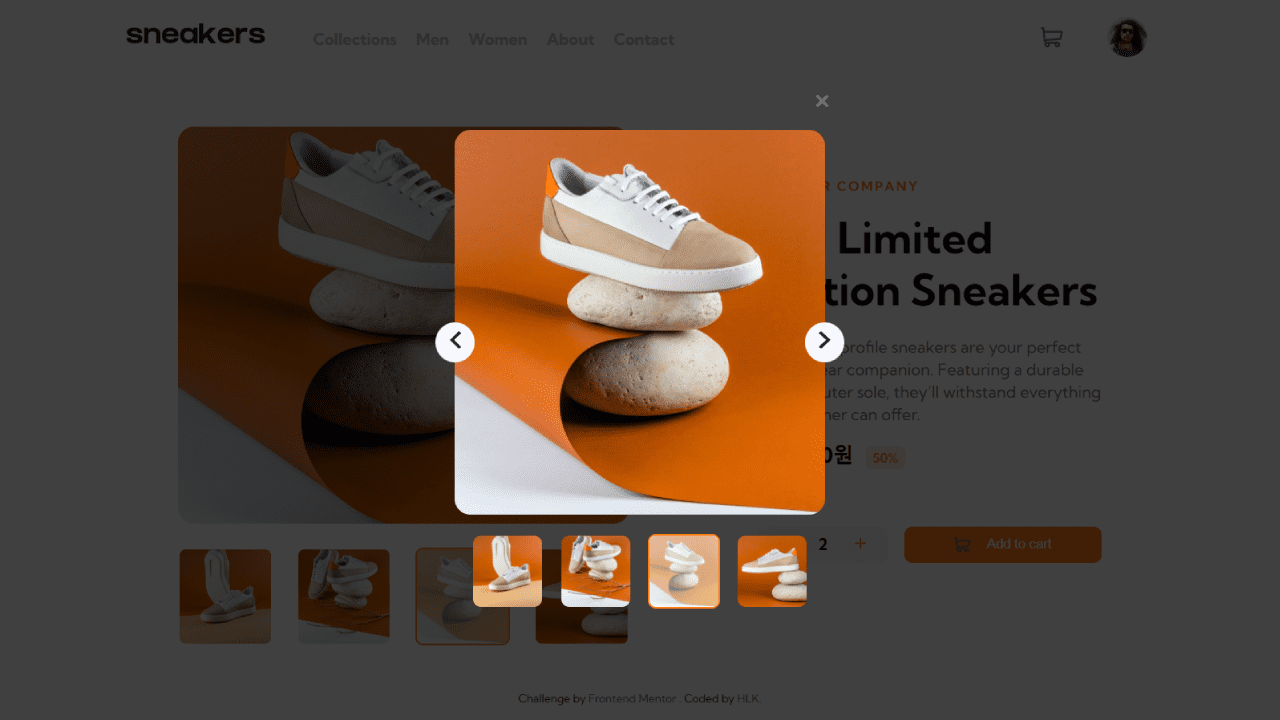 sneakers
Collections Men Women About Contact
R COMPANY
Limited
tion Sneakers
profile sneakers are your perfect
ear companion. Featuring a durable
uter sole, they'll withstand everything
her can offer.
0원 50%
2 +
Add to cart
Challenge by Frontend Mentor . Coded by HLK.